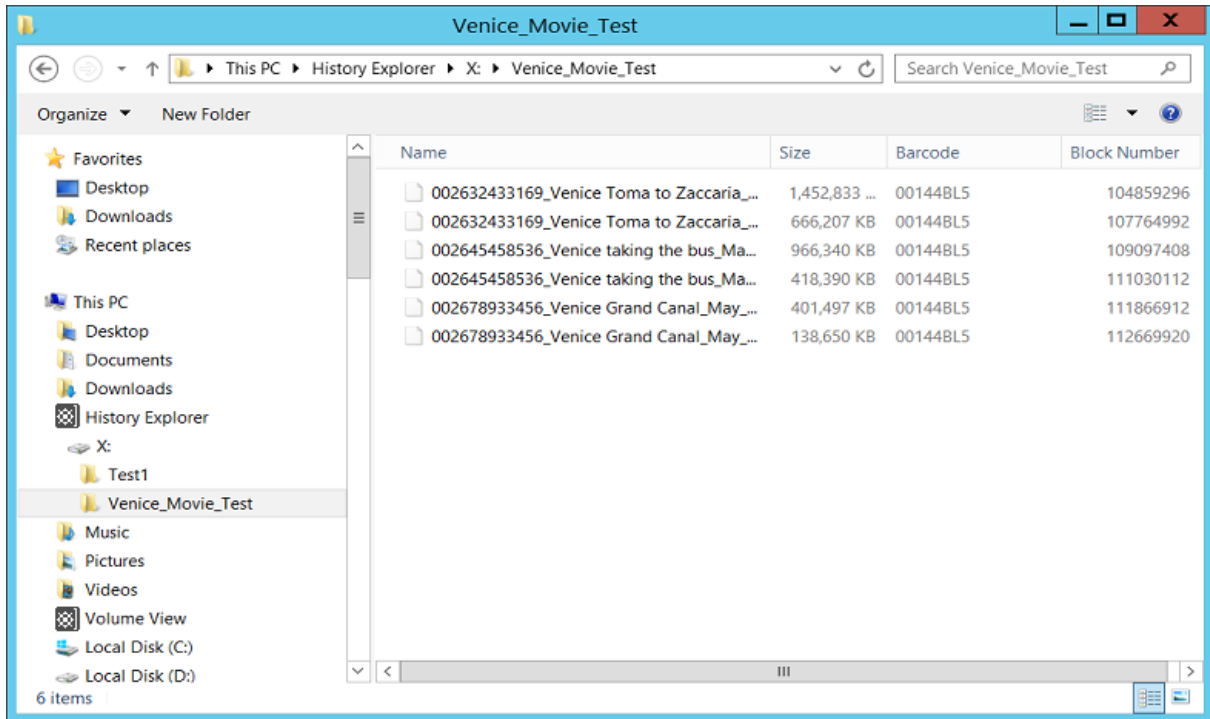 Venice_Movie_Test
This PC History Explorer X: Venice_Movie_Test Search Venice_Movie_Test
Organize New Folder
Favorites
Desktop
Downloads
Recent places
This PC
Desktop
Documents
Downloads
History Explorer
X:
Test1
Venice_Movie_Test
Music
Pictures
Videos
Volume View
Local Disk (C:)
Local Disk (D:)
Name Size Barcode Block Number
002632433169_Venice Toma to Zaccaria_... 1,452,833 ... 00144BL5 104859296
002632433169_Venice Toma to Zaccaria_... 666,207 KB 00144BL5 107764992
002645458536_Venice taking the bus_Ma... 966,340 KB 00144BL5 109097408
002645458536_Venice taking the bus_Ma... 418,390 KB 00144BL5 111030112
002678933456_Venice Grand Canal_May_... 401,497 KB 00144BL5 111866912
002678933456_Venice Grand Canal_May_... 138,650 KB 00144BL5 112669920
6 items